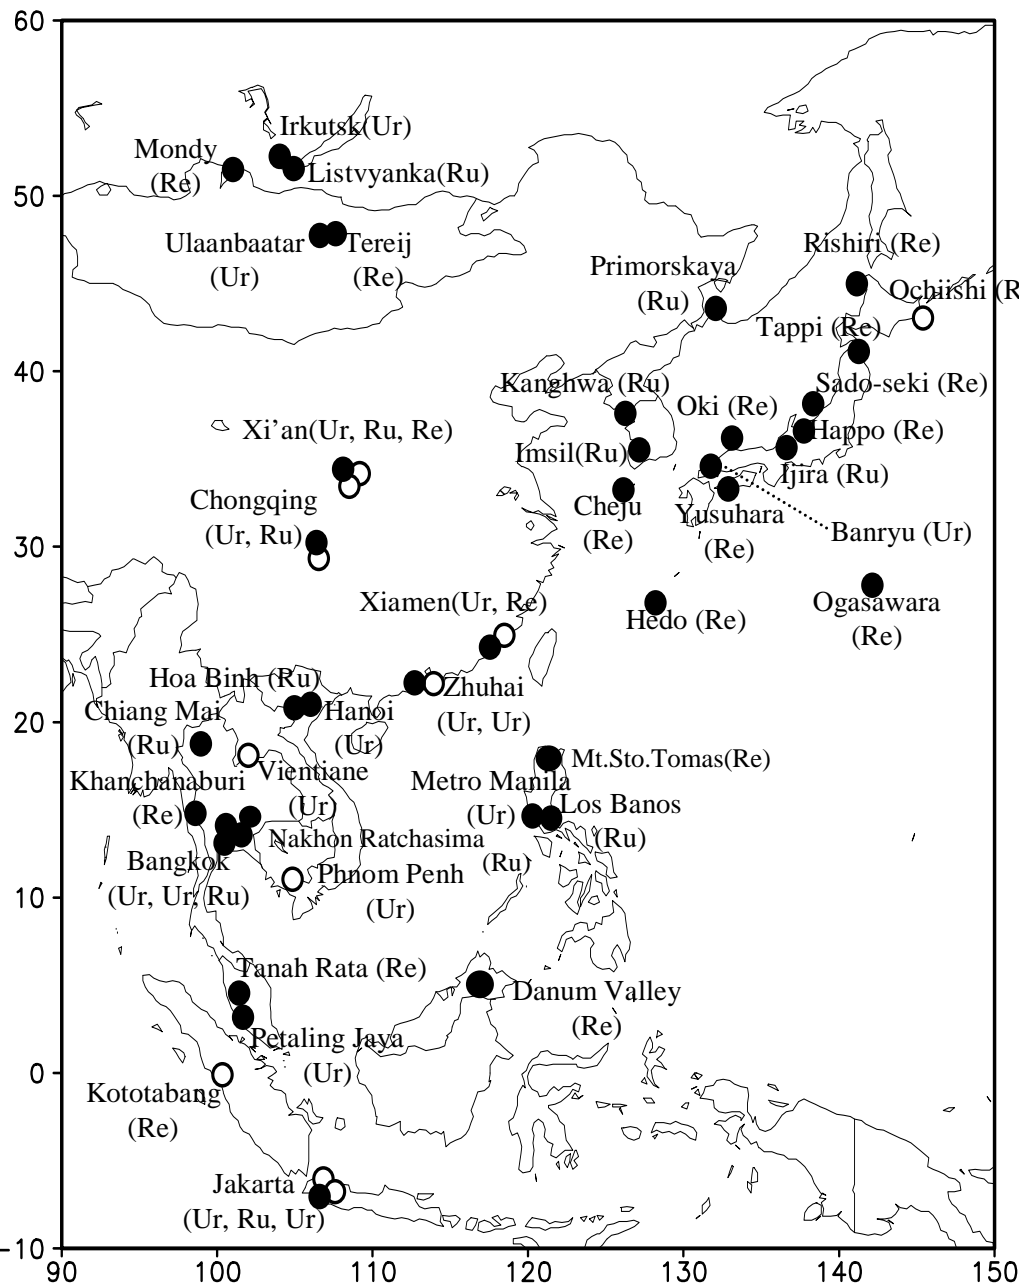 60
Irkutsk(Ur)
Mondy
(Re)
Listvyanka(Ru)
50
Ulaanbaatar
(Ur)
Tereij
(Re)
Rishiri (Re)
Primorskaya
(Ru)
Ochiishi (R
Tappi (Re)
40
Kanghwa (Ru)
Sado-seki (Re)
Oki (Re)
Happo (Re)
Xi’an(Ur, Ru, Re)
Imsil(Ru)
Ijira (Ru)
Chongqing
(Ur, Ru)
Cheju
(Re)
Yusuhara
(Re)
Banryu (Ur)
30
Xiamen(Ur, Re)
Hedo (Re)
Ogasawara
(Re)
Hoa Binh (Ru)
Zhuhai
(Ur, Ur)
Chiang Mai
(Ru)
Hanoi
(Ur)
20
Vientiane
(Ur)
Mt.Sto.Tomas(Re)
Khanchanaburi
(Re)
Metro Manila
(Ur)
Los Banos
(Ru)
Nakhon Ratchasima
(Ru)
Bangkok
(Ur, Ur, Ru)
Phnom Penh
(Ur)
10
Tanah Rata (Re)
Danum Valley
(Re)
Petaling Jaya
(Ur)
0
Kototabang
(Re)
Jakarta
(Ur, Ru, Ur)
-10
90 100 110 120 130 140 150